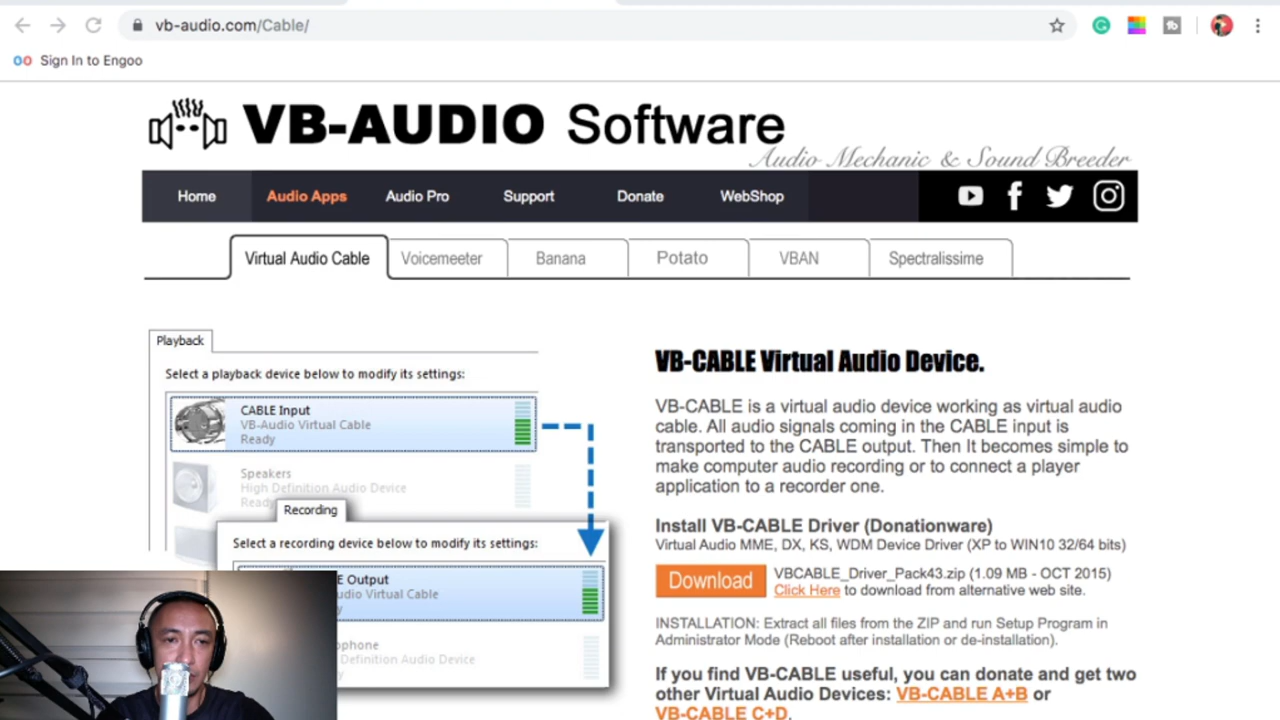 vb-audio.com/Cable/
Sign In to Engoo
VB-AUDIO Software
Audio Mechanic & Sound Breeder
Home Audio Apps Audio Pro Support Donate WebShop
Virtual Audio Cable Voicemeeter Banana Potato VBAN Spectralissime
Playback
Select a playback device below to modify its settings:
CABLE Input
VB-Audio Virtual Cable
Ready
Speakers
High Definition Audio Device
Ready
Recording
Select a recording device below to modify its settings:
E Output
udio Virtual Cable
y
ophone
Definition Audio Device
y
VB-CABLE Virtual Audio Device.
VB-CABLE is a virtual audio device working as virtual audio
cable. All audio signals coming in the CABLE input is
transported to the CABLE output. Then It becomes simple to
make computer audio recording or to connect a player
application to a recorder one.
Install VB-CABLE Driver (Donationware)
Virtual Audio MME, DX, KS, WDM Device Driver (XP to WIN10 32/64 bits)
Download VBCABLE_Driver_Pack43.zip (1.09 MB - OCT 2015)
Click Here to download from alternative web site.
INSTALLATION: Extract all files from the ZIP and run Setup Program in
Administrator Mode (Reboot after installation or de-installation).
If you find VB-CABLE useful, you can donate and get two
other Virtual Audio Devices: VB-CABLE A+B or
VB-CABLE C+D.